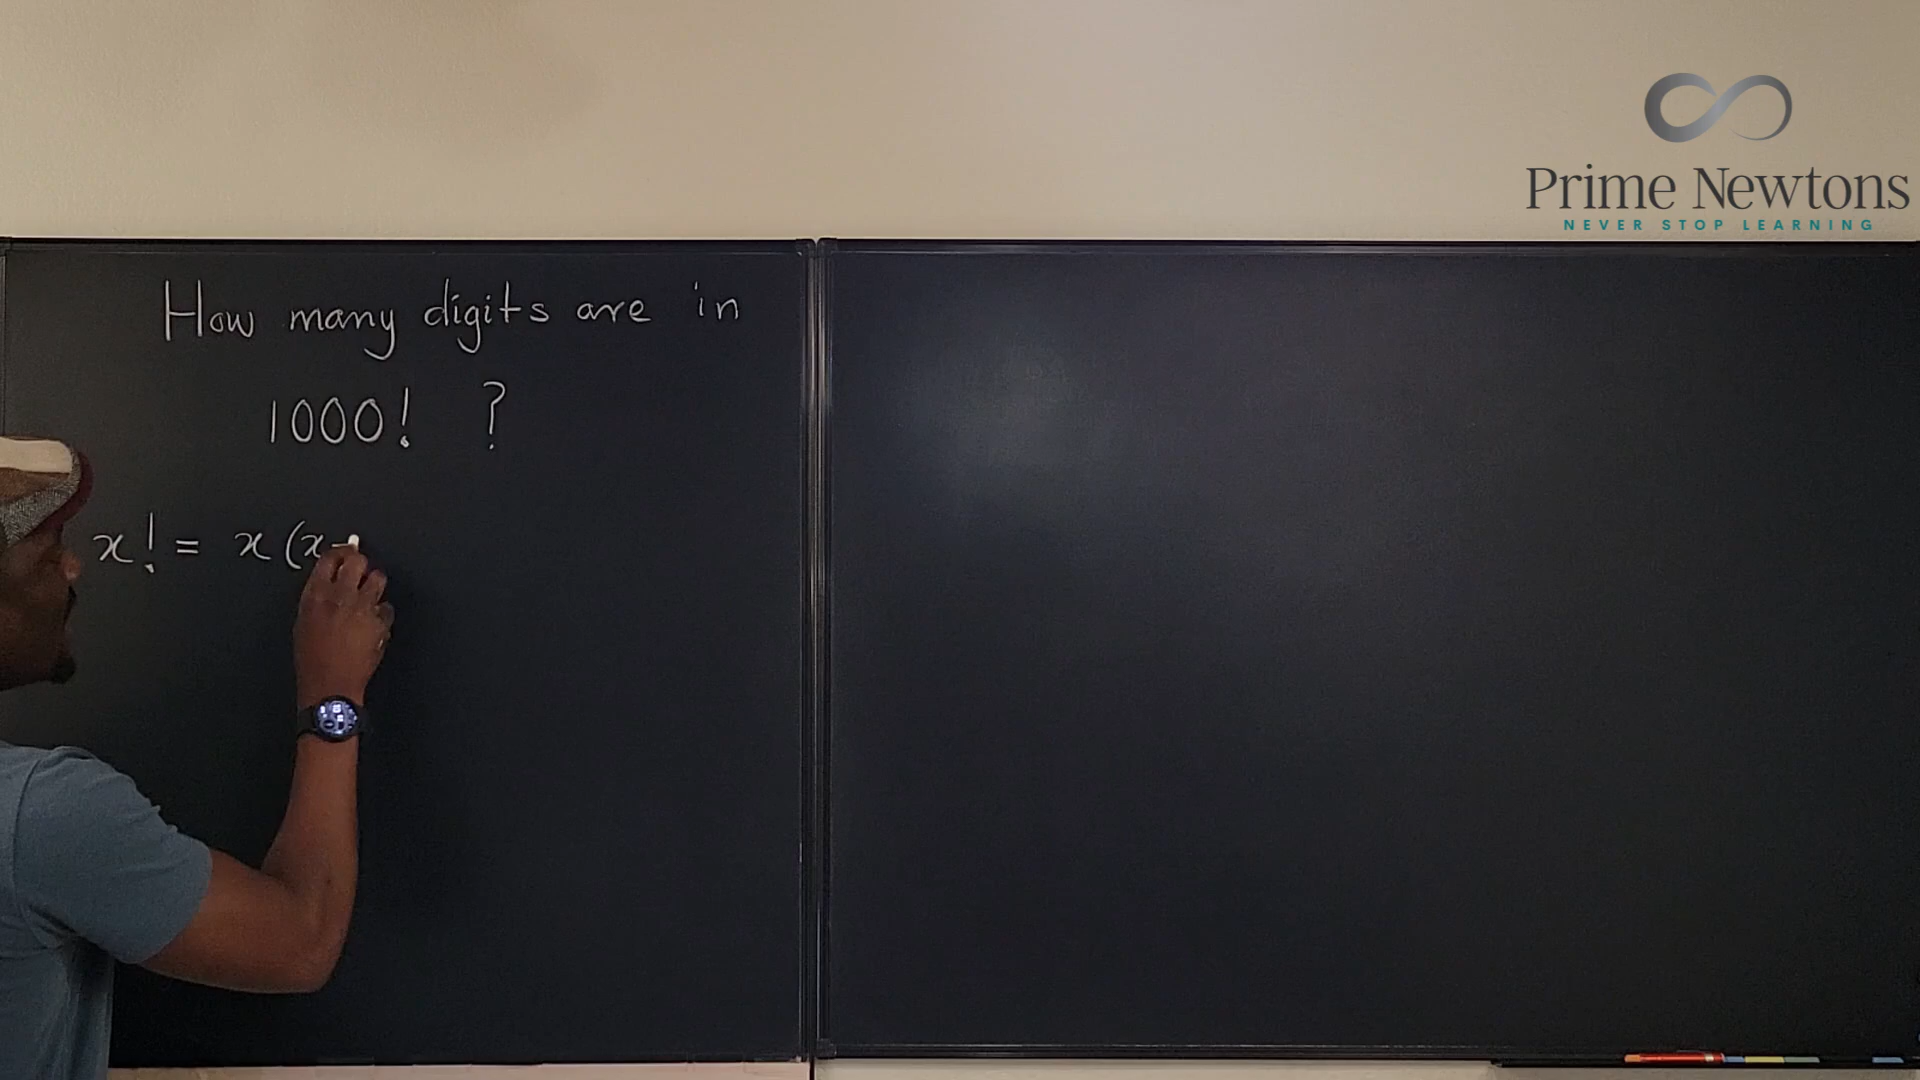 Prime Newtons
NEVER STOP LEARNING
How many digits are in
1000! ?
x! = x(x-